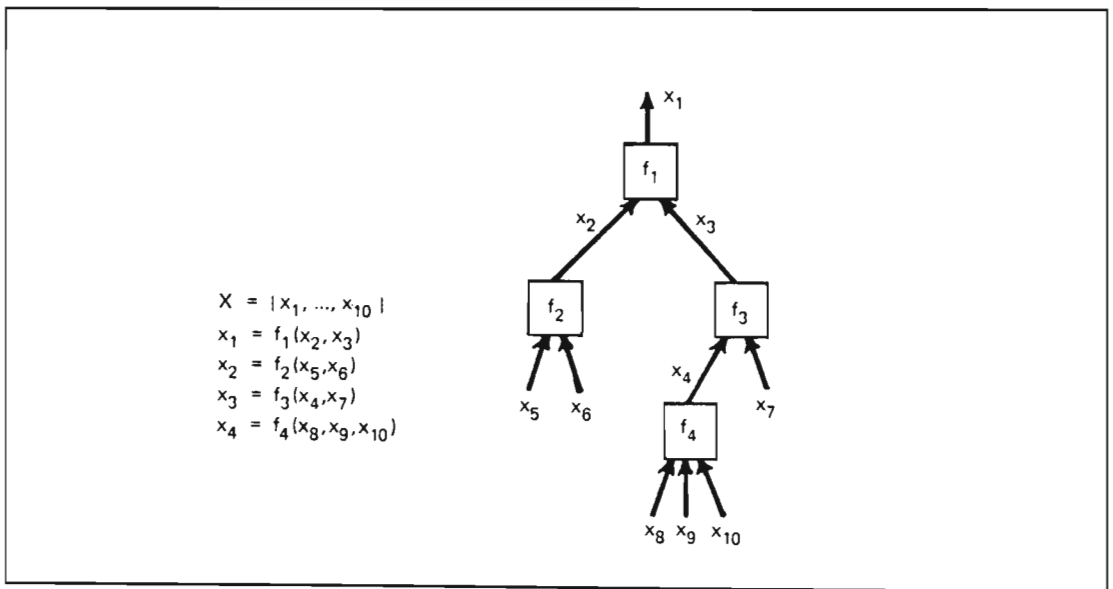 X = | x₁, ..., x₁₀ |
x₁ = f₁(x₂, x₃)
x₂ = f₂(x₅,x₆)
x₃ = f₃(x₄,x₇)
x₄ = f₄(x₈, x₉, x₁₀)
x₁
f₁
x₂ x₃
f₂ f₃
x₄
x₅ x₆ x₇
f₄
x₈ x₉ x₁₀